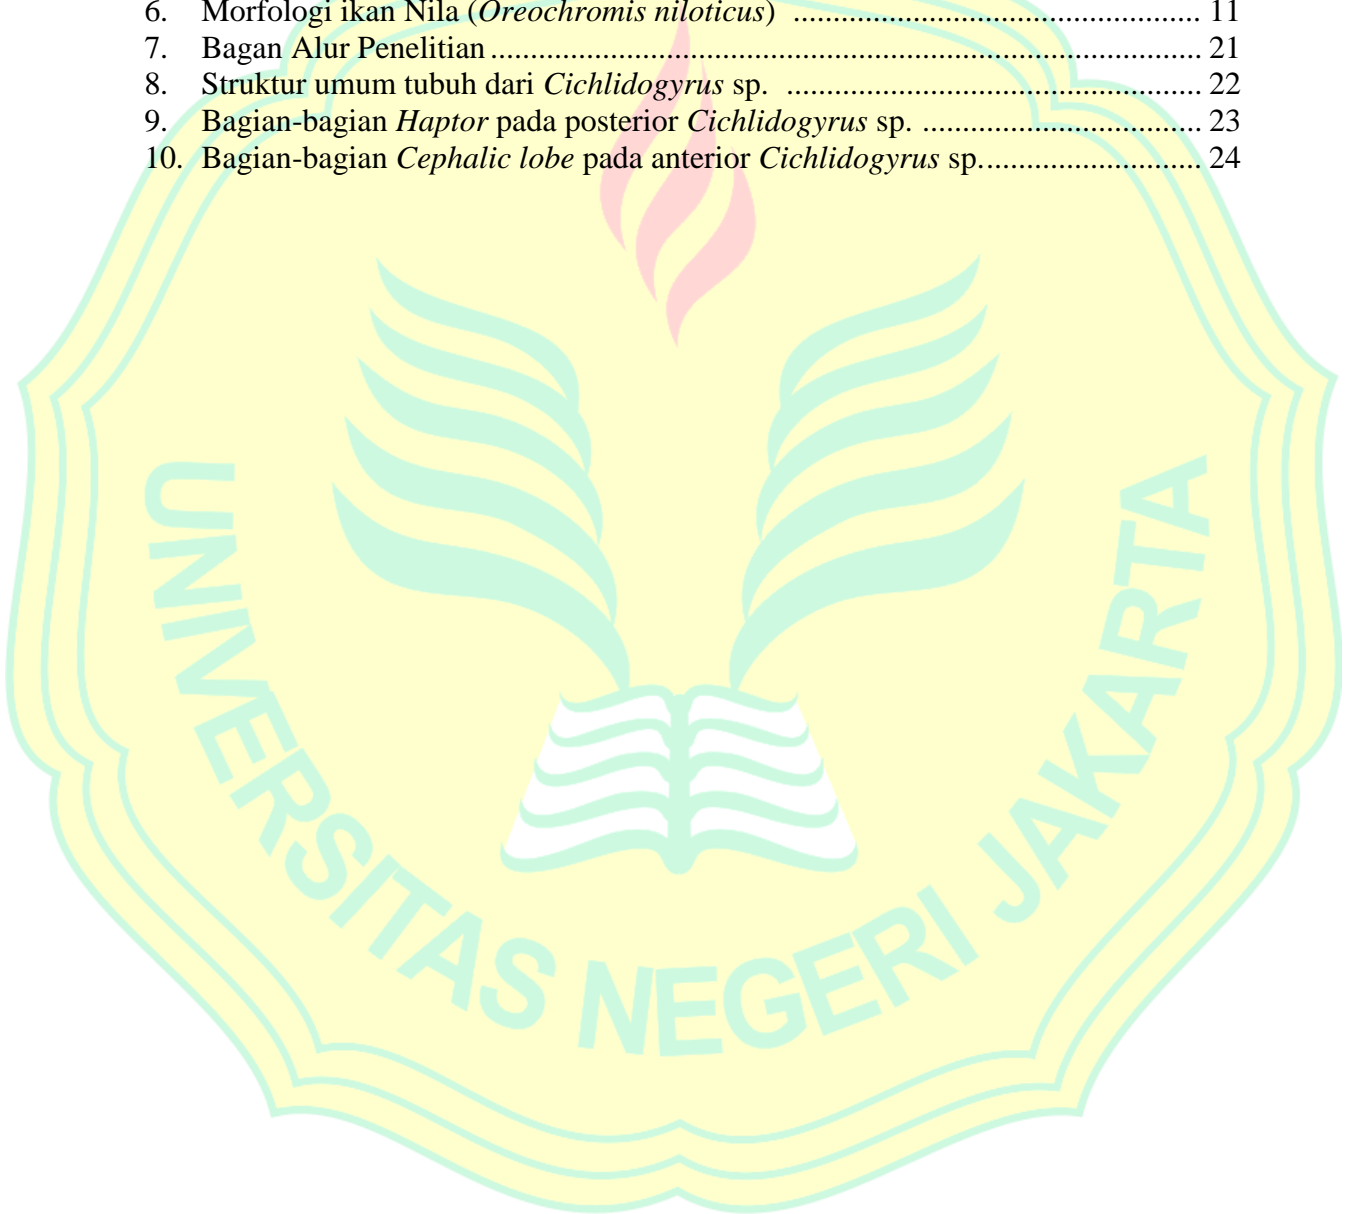 6. Morfologi ikan Nila (Oreochromis niloticus) ................................................ 11
7. Bagan Alur Penelitian ..................................................................................... 21
8. Struktur umum tubuh dari Cichlidogyrus sp. ................................................. 22
9. Bagian-bagian Haptor pada posterior Cichlidogyrus sp. ................................. 23
10. Bagian-bagian Cephalic lobe pada anterior Cichlidogyrus sp.......................... 24
UNIVERSITAS NEGERI JAKARTA